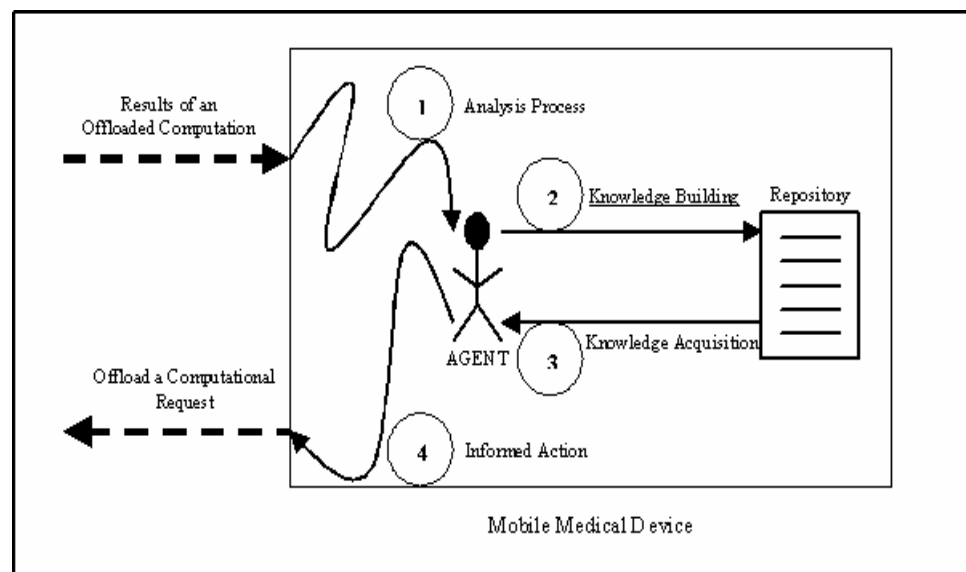 Results of an
Offloaded Computation
1
Analysis Process
2
Knowledge Building
Repository
AGENT
3
Knowledge Acquisition
Offload a Computational
Request
4
Informed Action
Mobile Medical Device